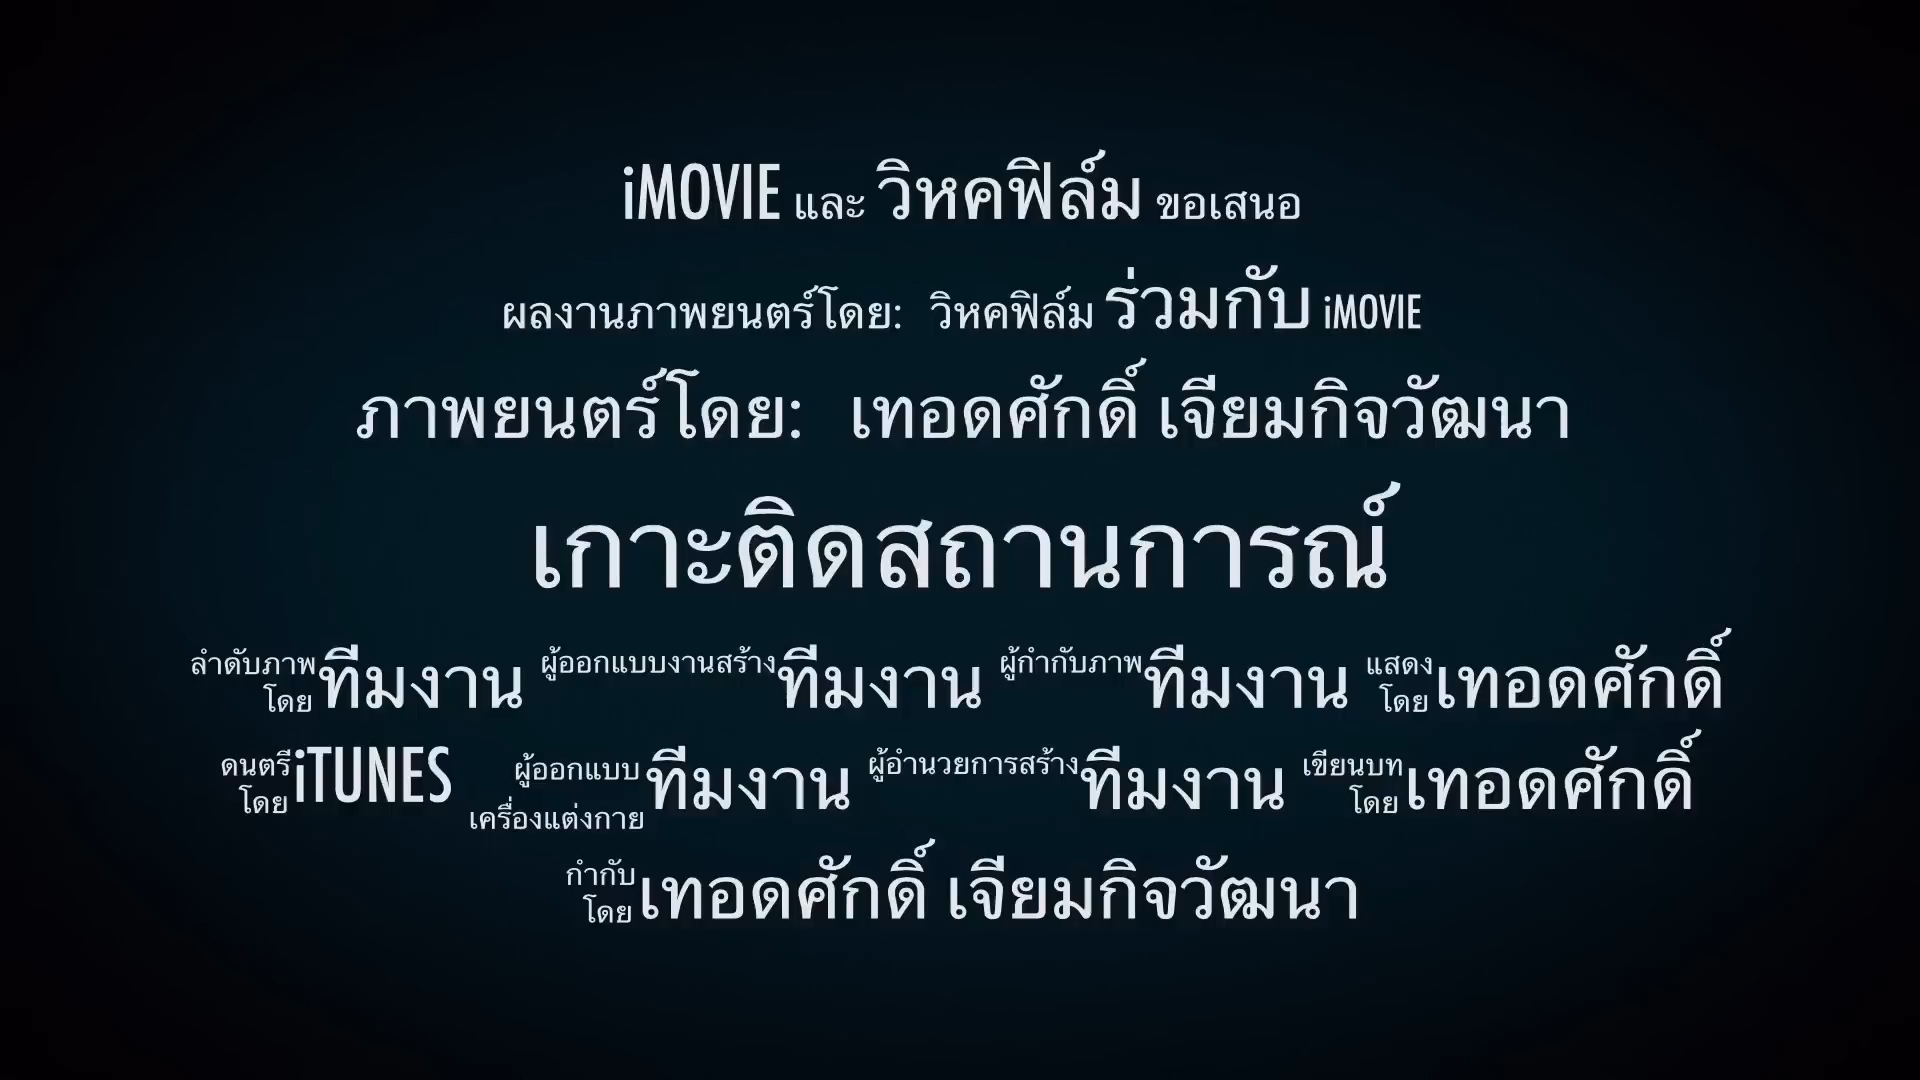 iMOVIE และ วิหคฟิล์ม ขอเสนอ
ผลงานภาพยนตร์โดย: วิหคฟิล์ม ร่วมกับ iMOVIE
ภาพยนตร์โดย: เทอดศักดิ์ เจียมกิจวัฒนา
เกาะติดสถานการณ์
ลำดับภาพโดย ทีมงาน ผู้ออกแบบงานสร้าง ทีมงาน ผู้กำกับภาพ ทีมงาน แสดงโดย เทอดศักดิ์
ดนตรีโดย iTUNES ผู้ออกแบบเครื่องแต่งกาย ทีมงาน ผู้อำนวยการสร้าง ทีมงาน เขียนบทโดย เทอดศักดิ์
กำกับโดย เทอดศักดิ์ เจียมกิจวัฒนา